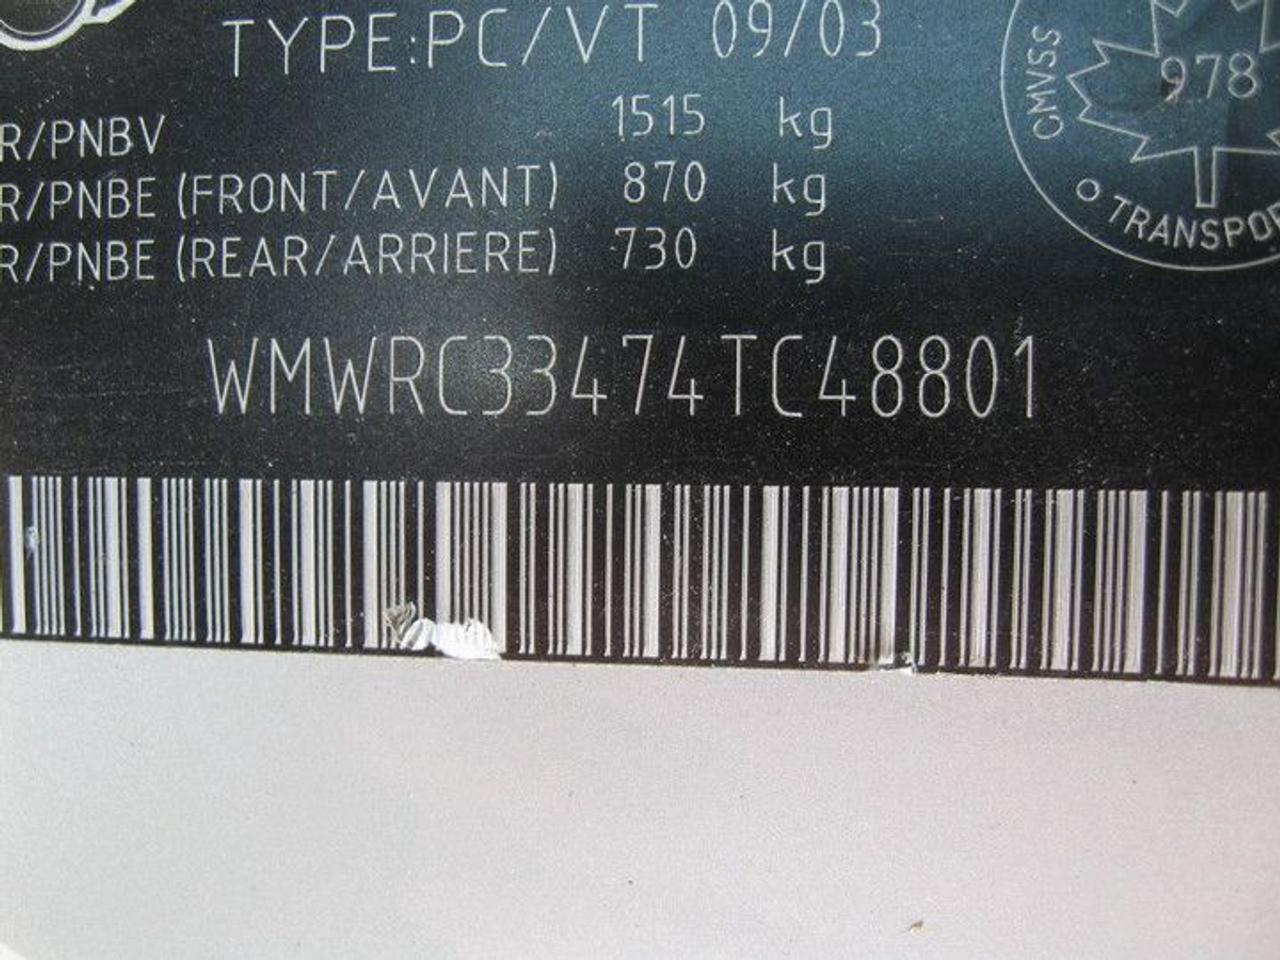 TYPE:PC/VT 09/03
R/PNBV 1515 kg
R/PNBE (FRONT/AVANT) 870 kg
R/PNBE (REAR/ARRIERE) 730 kg
CMVSS
978
TRANSPOR
WMWRC33474TC48801